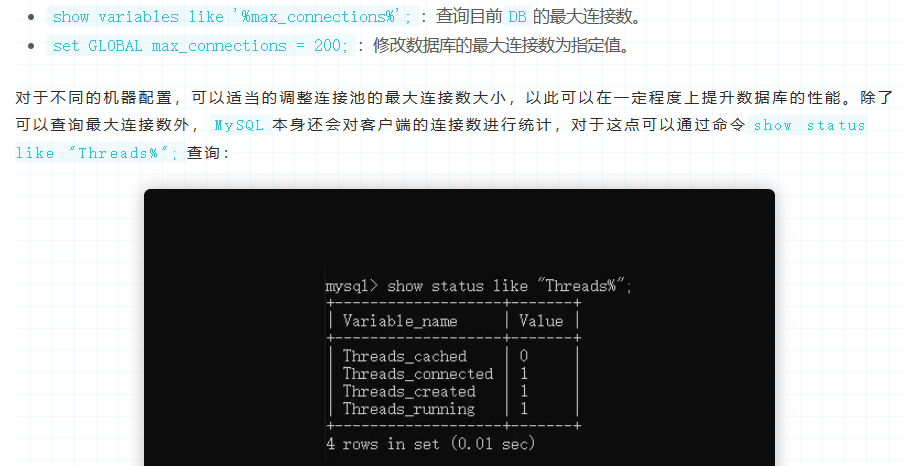 show variables like '%max_connections%'; ：查询目前 DB 的最大连接数。
set GLOBAL max_connections = 200; ：修改数据库的最大连接数为指定值。
对于不同的机器配置，可以适当的调整连接池的最大连接数大小，以此可以在一定程度上提升数据库的性能。除了
可以查询最大连接数外， MySQL 本身还会对客户端的连接数进行统计，对于这点可以通过命令 show status
like "Threads%"; 查询：
mysql> show status like "Threads%";
+-------------------+-------+
| Variable_name     | Value |
+-------------------+-------+
| Threads_cached    | 0     |
| Threads_connected | 1     |
| Threads_created   | 1     |
| Threads_running   | 1     |
+-------------------+-------+
4 rows in set (0.01 sec)